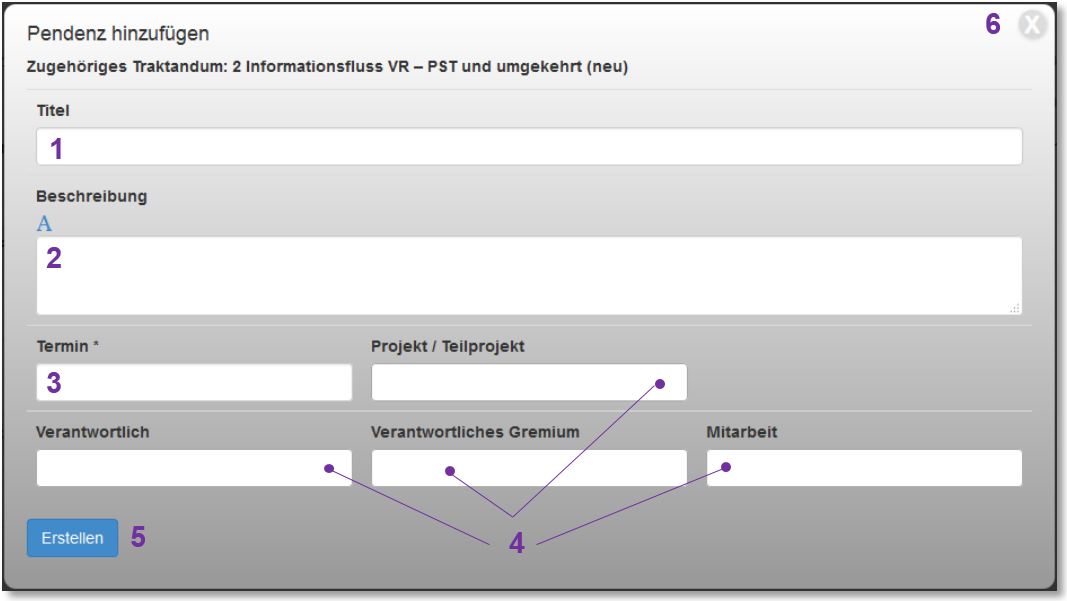 Pendenz hinzufügen 6 X
Zugehöriges Traktandum: 2 Informationsfluss VR – PST und umgekehrt (neu)
Titel
1
Beschreibung
A
2
Termin * Projekt / Teilprojekt
3
Verantwortlich Verantwortliches Gremium Mitarbeit
Erstellen 5 4